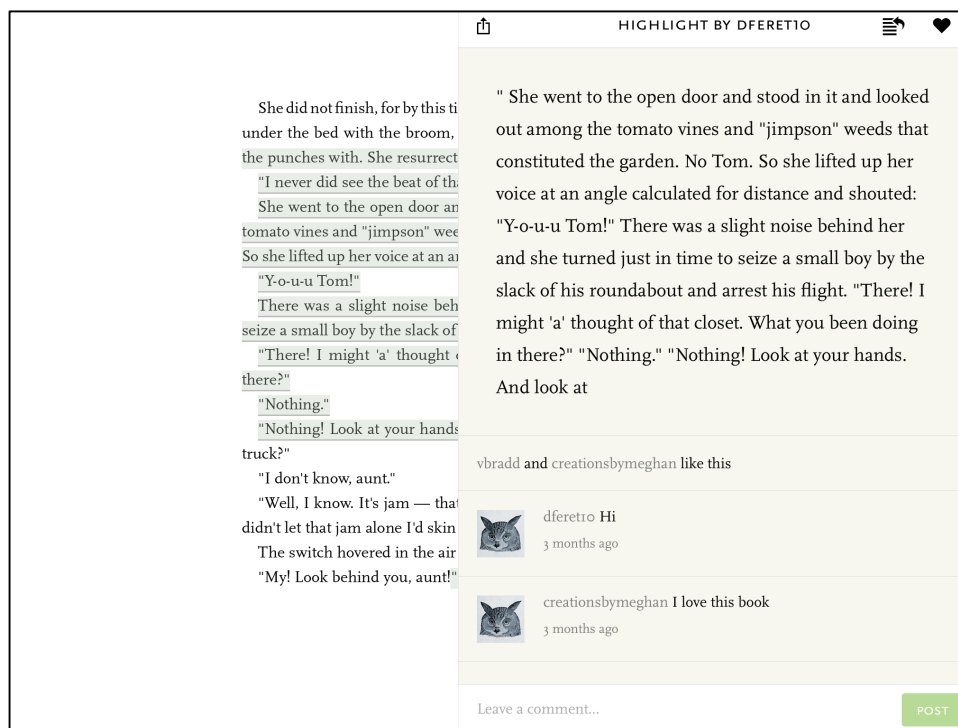 She did not finish, for by this ti
under the bed with the broom,
the punches with. She resurrect
"I never did see the beat of tha
She went to the open door an
tomato vines and "jimpson" wee
So she lifted up her voice at an a
"Y-o-u-u Tom!"
There was a slight noise beh
seize a small boy by the slack of
"There! I might 'a' thought
there?"
"Nothing."
"Nothing! Look at your hands
truck?"
"I don't know, aunt."
"Well, I know. It's jam — that
didn't let that jam alone I'd skin
The switch hovered in the air
"My! Look behind you, aunt!"
HIGHLIGHT BY DFERET10
" She went to the open door and stood in it and looked
out among the tomato vines and "jimpson" weeds that
constituted the garden. No Tom. So she lifted up her
voice at an angle calculated for distance and shouted:
"Y-o-u-u Tom!" There was a slight noise behind her
and she turned just in time to seize a small boy by the
slack of his roundabout and arrest his flight. "There! I
might 'a' thought of that closet. What you been doing
in there?" "Nothing." "Nothing! Look at your hands.
And look at
vbradd and creationsbymeghan like this
dferet10 Hi
3 months ago
creationsbymeghan I love this book
3 months ago
Leave a comment...
POST